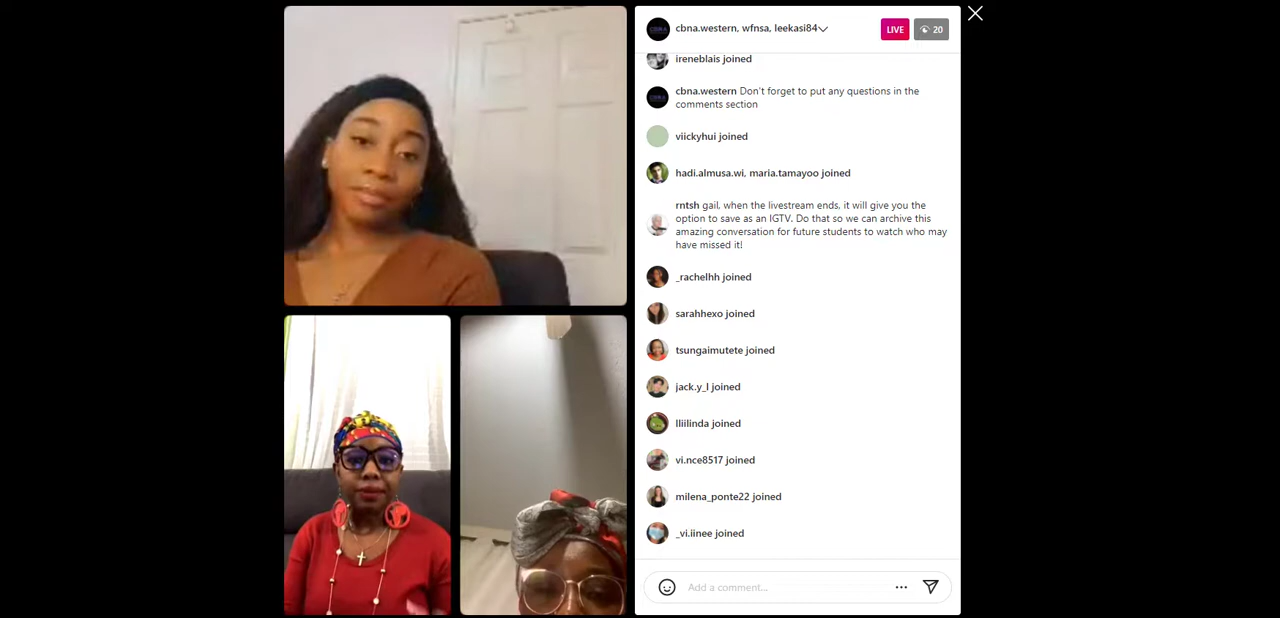 cbna.western, wfnsa, leekasi84
LIVE
20
ireneblais joined
cbna.western Don't forget to put any questions in the
comments section
viickyhui joined
hadi.almusa.wi, maria.tamayoo joined
rntsh gail, when the livestream ends, it will give you the
option to save as an IGTV. Do that so we can archive this
amazing conversation for future students to watch who may
have missed it!
_rachelhh joined
sarahhexo joined
tsungaimutete joined
jack.y_l joined
lliilinda joined
vi.nce8517 joined
milena_ponte22 joined
_vi.iinee joined
Add a comment...